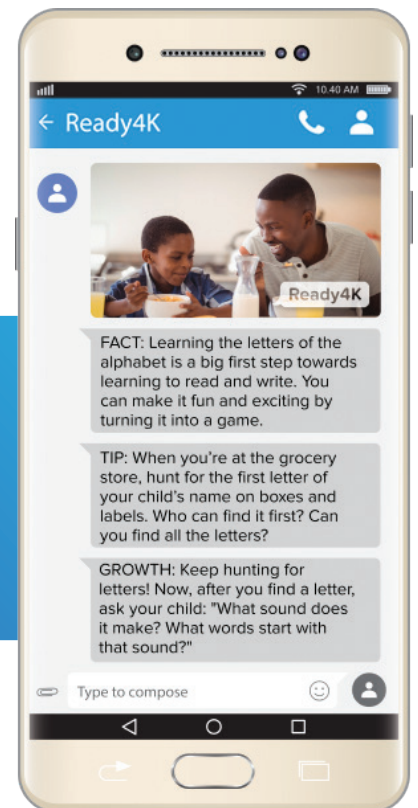 10.40 AM
Ready4K
Ready4K
FACT: Learning the letters of the
alphabet is a big first step towards
learning to read and write. You
can make it fun and exciting by
turning it into a game.
TIP: When you're at the grocery
store, hunt for the first letter of
your child's name on boxes and
labels. Who can find it first? Can
you find all the letters?
GROWTH: Keep hunting for
letters! Now, after you find a letter,
ask your child: "What sound does
it make? What words start with
that sound?"
Type to compose